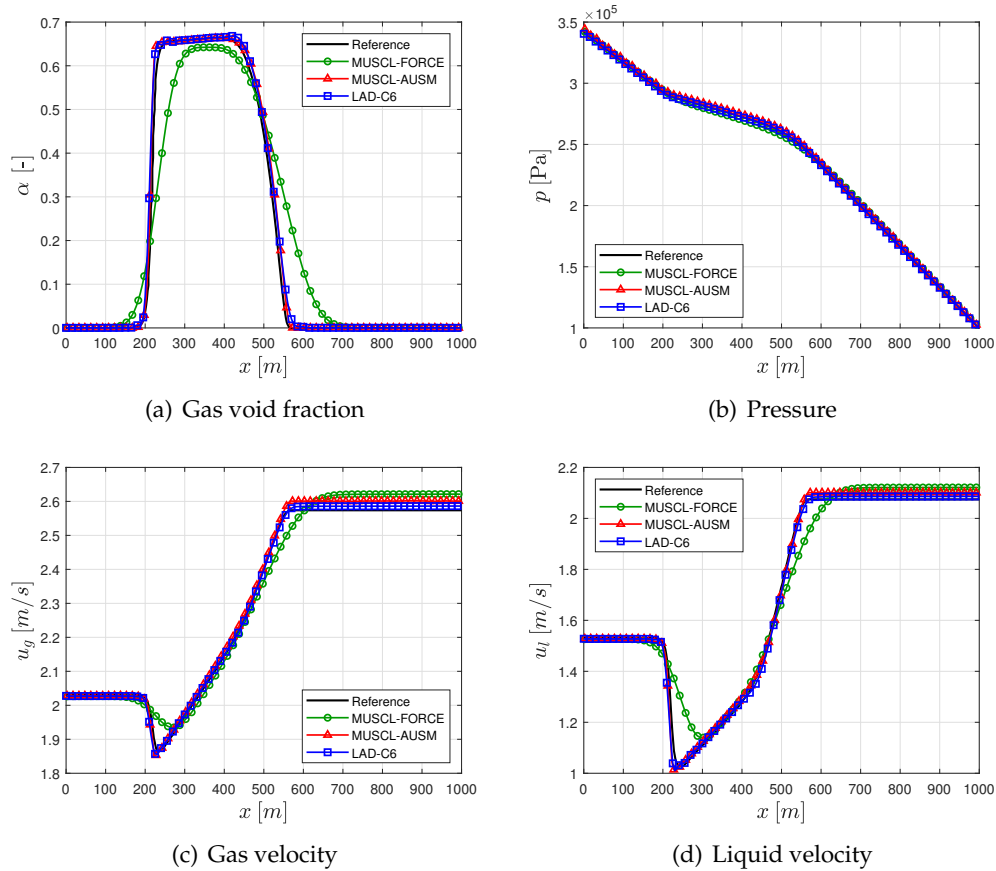 0.7
0.6
0.5
0.4
0.3
0.2
0.1
0
α [-]
Reference
MUSCL-FORCE
MUSCL-AUSM
LAD-C6
0 100 200 300 400 500 600 700 800 900 1000
x [m]
(a) Gas void fraction
×10⁵
3.5
3
2.5
2
1.5
1
p [Pa]
Reference
MUSCL-FORCE
MUSCL-AUSM
LAD-C6
0 100 200 300 400 500 600 700 800 900 1000
x [m]
(b) Pressure
2.7
2.6
2.5
2.4
2.3
2.2
2.1
2
1.9
1.8
u_g [m/s]
Reference
MUSCL-FORCE
MUSCL-AUSM
LAD-C6
0 100 200 300 400 500 600 700 800 900 1000
x [m]
(c) Gas velocity
2.2
2
1.8
1.6
1.4
1.2
1
u_l [m/s]
Reference
MUSCL-FORCE
MUSCL-AUSM
LAD-C6
0 100 200 300 400 500 600 700 800 900 1000
x [m]
(d) Liquid velocity